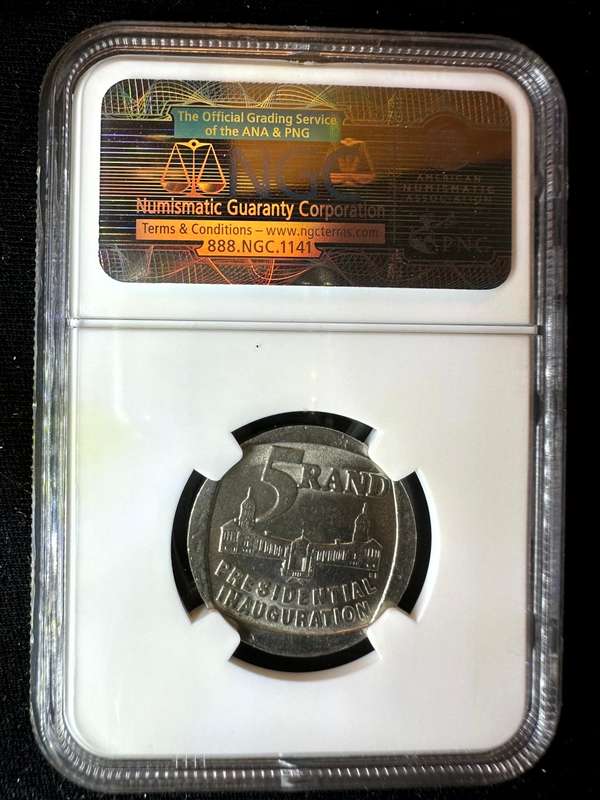 The Official Grading Service
of the ANA & PNG
NGC
Numismatic Guaranty Corporation
Terms & Conditions – www.ngcterms.com
888.NGC.1141
AMERICAN
NUMISMATIC
ASSOCIATION
PNG
5 RAND
PRESIDENTIAL
INAUGURATION